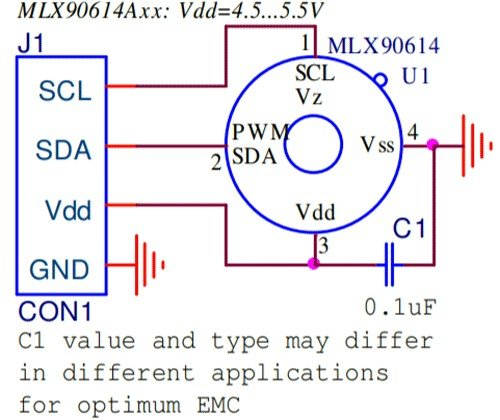 MLX90614Axx: Vdd=4.5...5.5V
J1
1
MLX90614
U1
SCL
SCL
Vz
SDA
PWM
2
SDA
Vss
4
Vdd
Vdd
3
C1
GND
CON1
0.1uF
C1 value and type may differ
in different applications
for optimum EMC